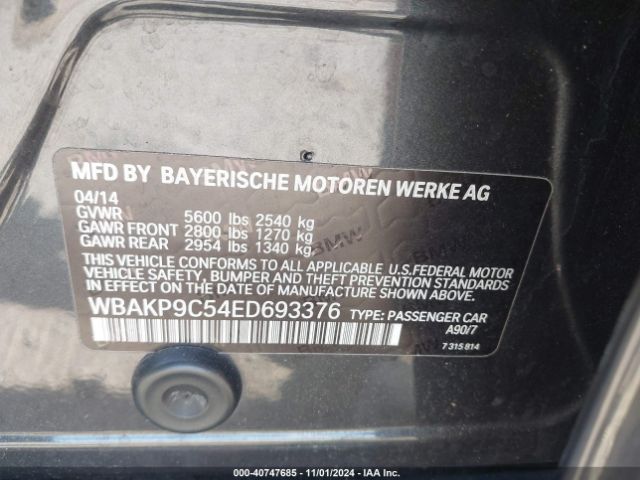 MFD BY BAYERISCHE MOTOREN WERKE AG
04/14
GVWR 5600 lbs 2540 kg
GAWR FRONT 2800 lbs 1270 kg
GAWR REAR 2954 lbs 1340 kg
THIS VEHICLE CONFORMS TO ALL APPLICABLE U.S.FEDERAL MOTOR
VEHICLE SAFETY, BUMPER AND THEFT PREVENTION STANDARDS
IN EFFECT ON THE DATE OF MANUFACTURE SHOWN ABOVE.
WBAKP9C54ED693376 TYPE: PASSENGER CAR
A90/7
7 315 814
000-40747685 - 11/01/2024 - IAA Inc.